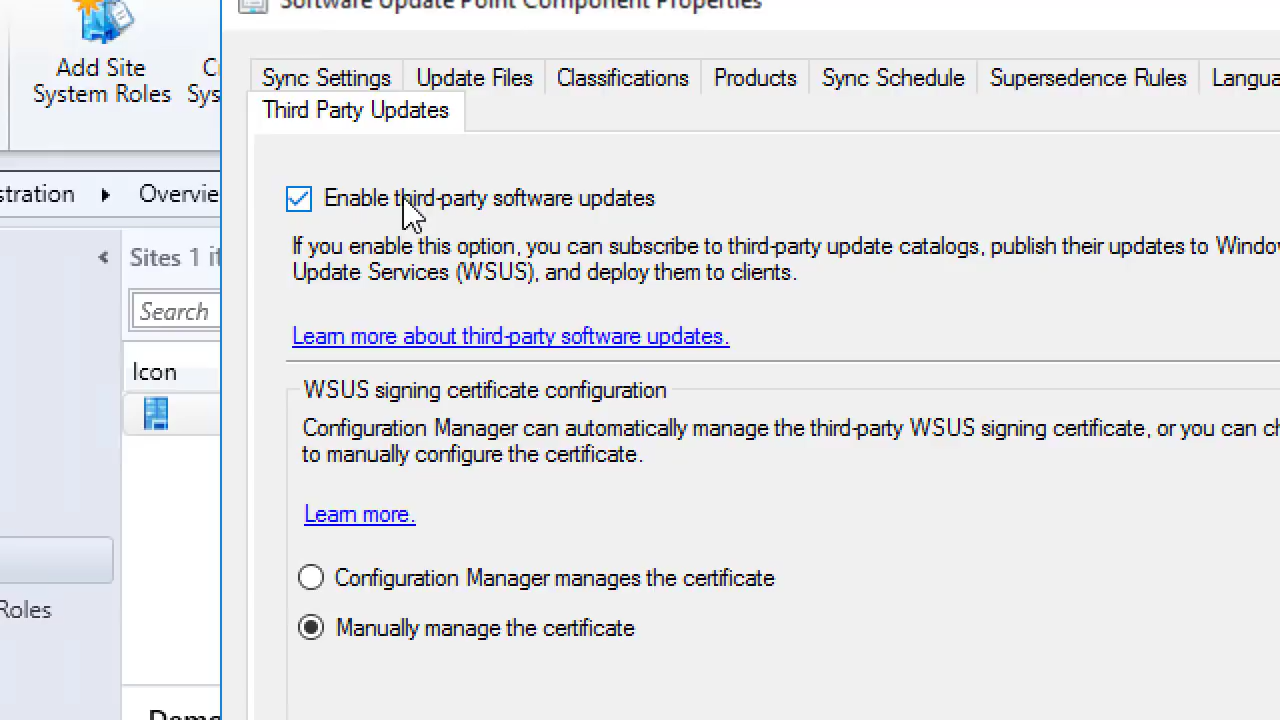 Software Update Point Component Properties
Add Site
System Roles
Sync Settings
Update Files
Classifications
Products
Sync Schedule
Supersedence Rules
Third Party Updates
Enable third-party software updates
Overvie
If you enable this option, you can subscribe to third-party update catalogs, publish their updates to Windo
Update Services (WSUS), and deploy them to clients.
Sites 1 it
Search
Learn more about third-party software updates.
Icon
WSUS signing certificate configuration
Configuration Manager can automatically manage the third-party WSUS signing certificate, or you can ch
to manually configure the certificate.
Learn more.
Configuration Manager manages the certificate
Roles
Manually manage the certificate